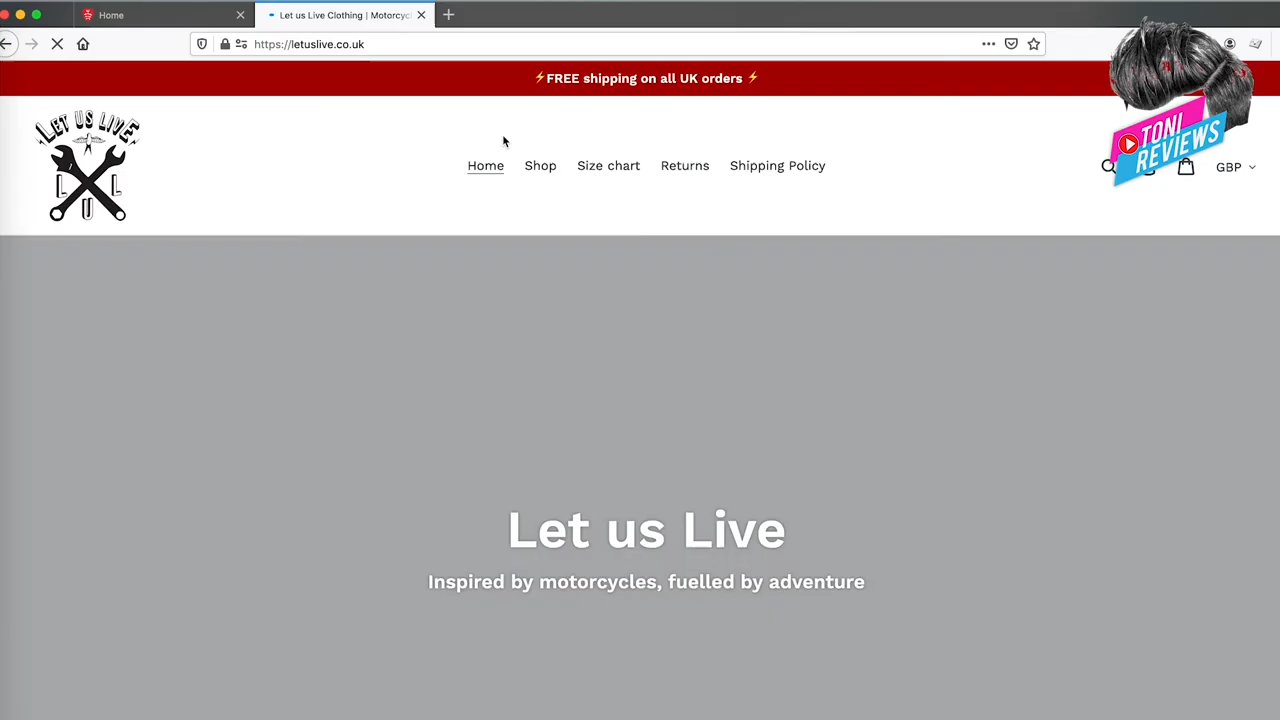 Home
Let us Live Clothing | Motorcyc
https://letuslive.co.uk
⚡FREE shipping on all UK orders ⚡
LET US LIVE
L L
U
Home Shop Size chart Returns Shipping Policy
GBP
TONI
REVIEWS
Let us Live
Inspired by motorcycles, fuelled by adventure